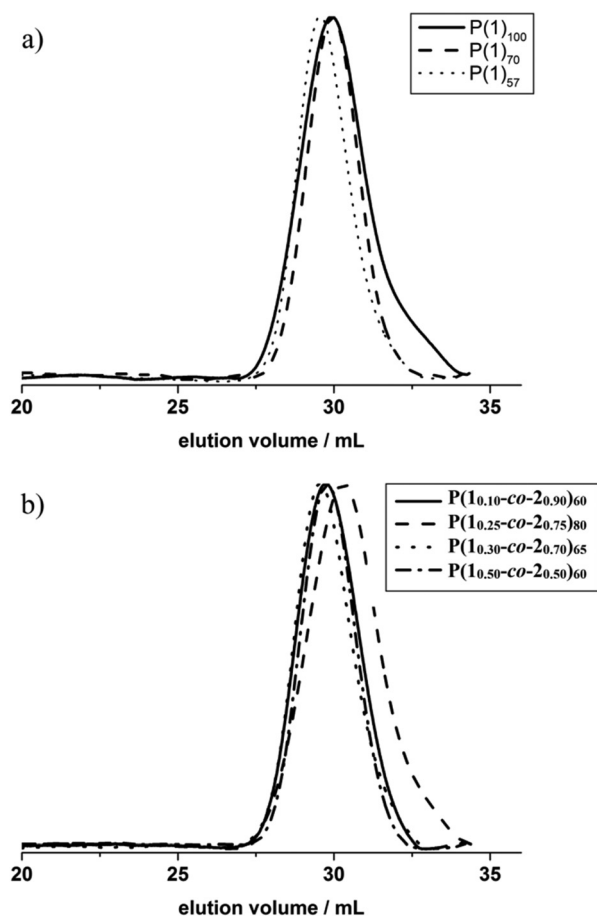 a)
P(1)100
P(1)70
P(1)57
20 25 30 35
elution volume / mL
b)
P(10.10-co-20.90)60
P(10.25-co-20.75)80
P(10.30-co-20.70)65
P(10.50-co-20.50)60
20 25 30 35
elution volume / mL